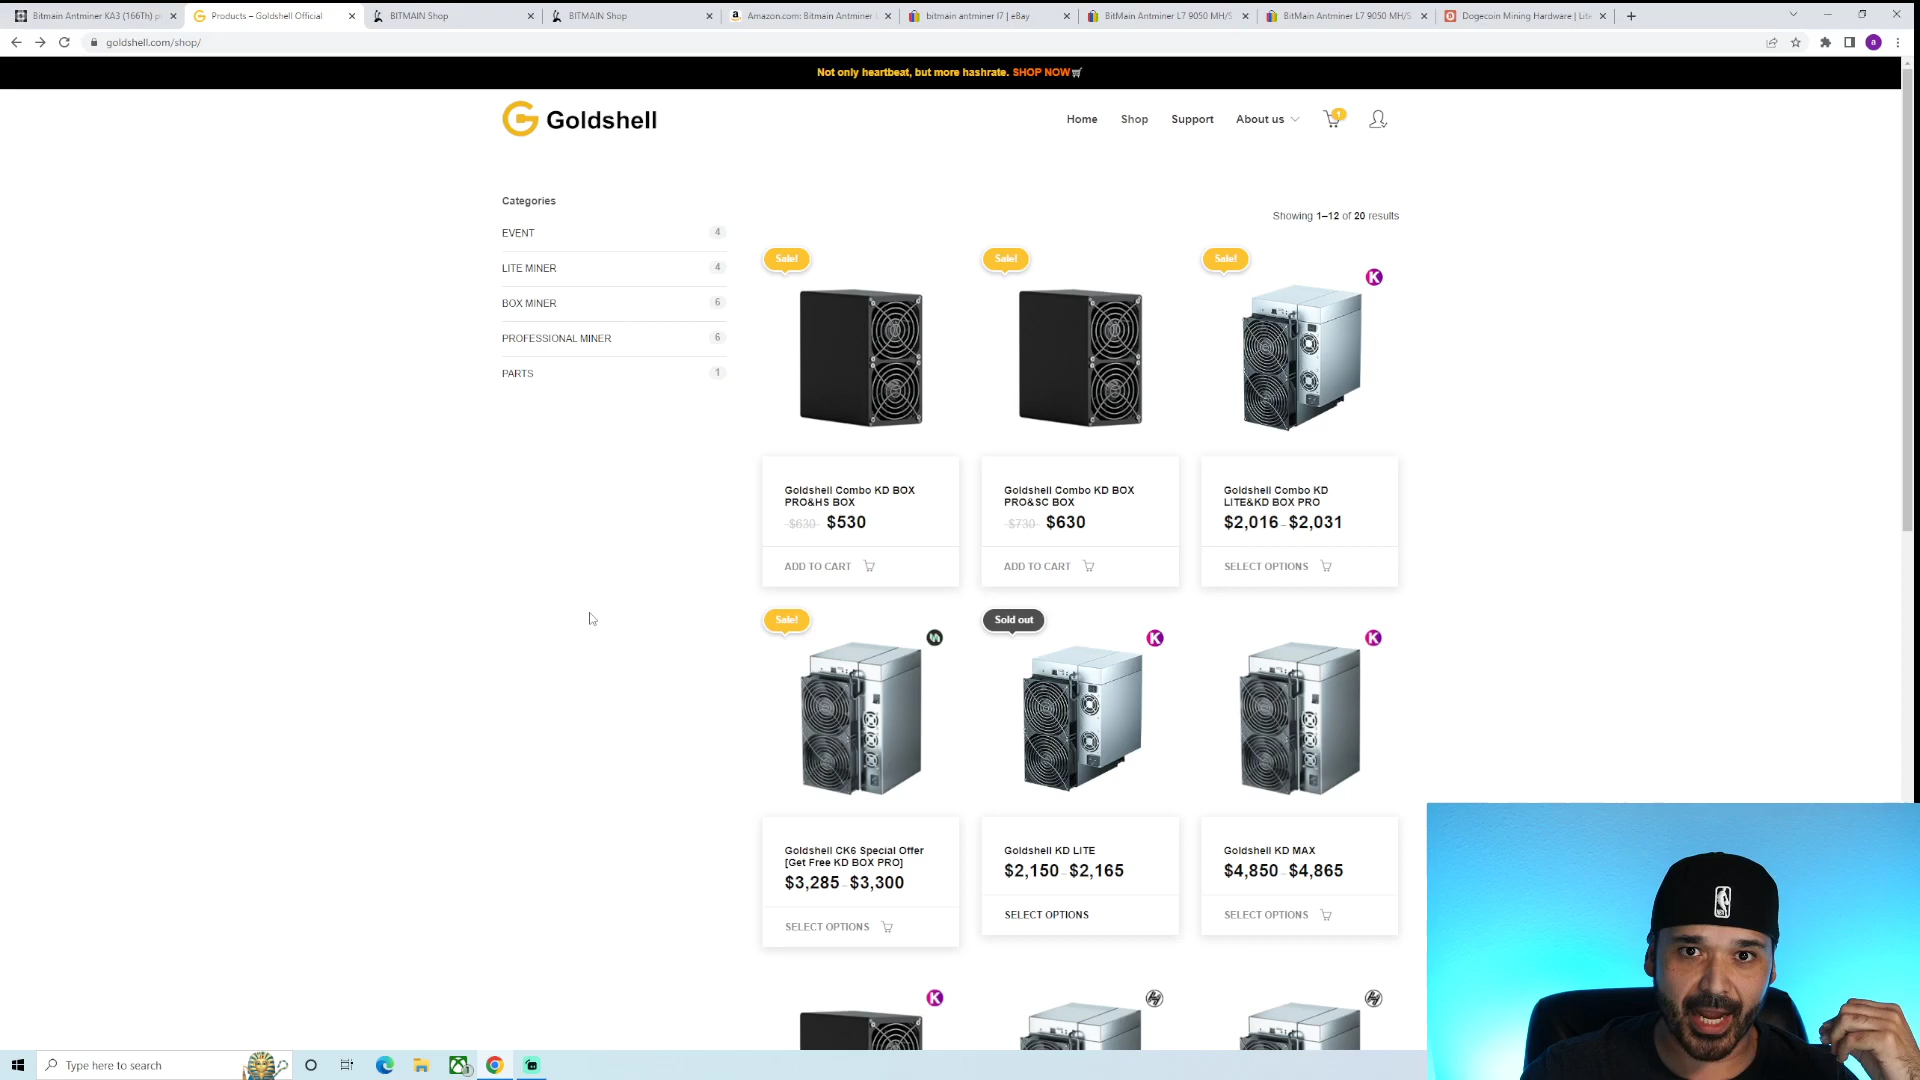 Bitmain Antminer KA3 (166Th) p
Products – Goldshell Official
BITMAIN Shop
BITMAIN Shop
Amazon.com: Bitmain Antminer
bitmain antminer l7 | eBay
BitMain Antminer L7 9050 MH/S
BitMain Antminer L7 9050 MH/S
Dogecoin Mining Hardware | Lite
goldshell.com/shop/
a
Not only heartbeat, but more hashrate. SHOP NOW
Goldshell
Home
Shop
Support
About us
1
Categories
EVENT 4
LITE MINER 4
BOX MINER 6
PROFESSIONAL MINER 6
PARTS 1
Showing 1–12 of 20 results
Sale!
Sale!
Sale!
K
Goldshell Combo KD BOX
PRO&HS BOX
$630 $530
ADD TO CART
Goldshell Combo KD BOX
PRO&SC BOX
$730 $630
ADD TO CART
Goldshell Combo KD
LITE&KD BOX PRO
$2,016 - $2,031
SELECT OPTIONS
Sale!
Sold out
K
K
Goldshell CK6 Special Offer
[Get Free KD BOX PRO]
$3,285 - $3,300
SELECT OPTIONS
Goldshell KD LITE
$2,150 - $2,165
SELECT OPTIONS
Goldshell KD MAX
$4,850 - $4,865
SELECT OPTIONS
K
Type here to search